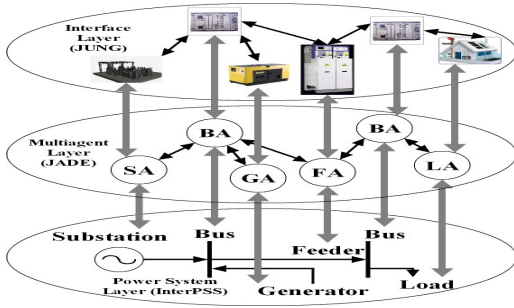 Interface
Layer
(JUNG)
Multiagent
Layer
(JADE)
SA
BA
GA
FA
BA
LA
Substation
Bus
Feeder
Bus
Power System
Layer (InterPSS)
Generator
Load